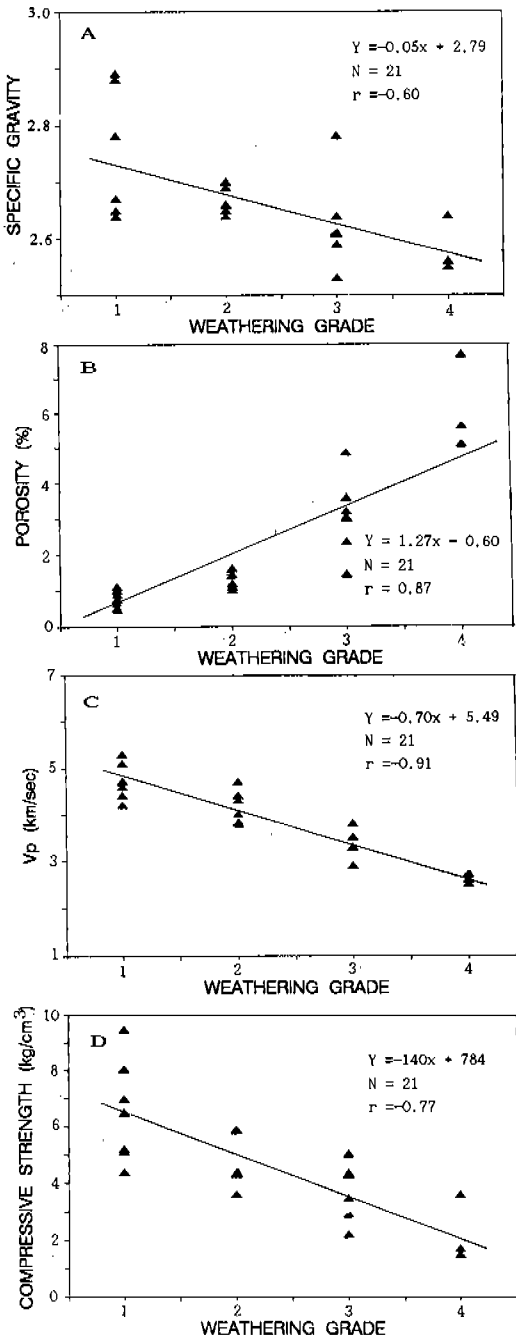 A
Y =-0.05x + 2.79
N = 21
r =-0.60
3.0
2.8
2.6
SPECIFIC GRAVITY
1 2 3 4
WEATHERING GRADE
B
8
6
4
2
0
POROSITY (%)
Y = 1.27x - 0.60
N = 21
r = 0.87
1 2 3 4
WEATHERING GRADE
C
Y =-0.70x + 5.49
N = 21
r =-0.91
7
5
3
1
Vp (km/sec)
1 2 3 4
WEATHERING GRADE
D
Y =-140x + 784
N = 21
r =-0.77
10
8
6
4
2
0
COMPRESSIVE STRENGTH (kg/cm³)
1 2 3 4
WEATHERING GRADE